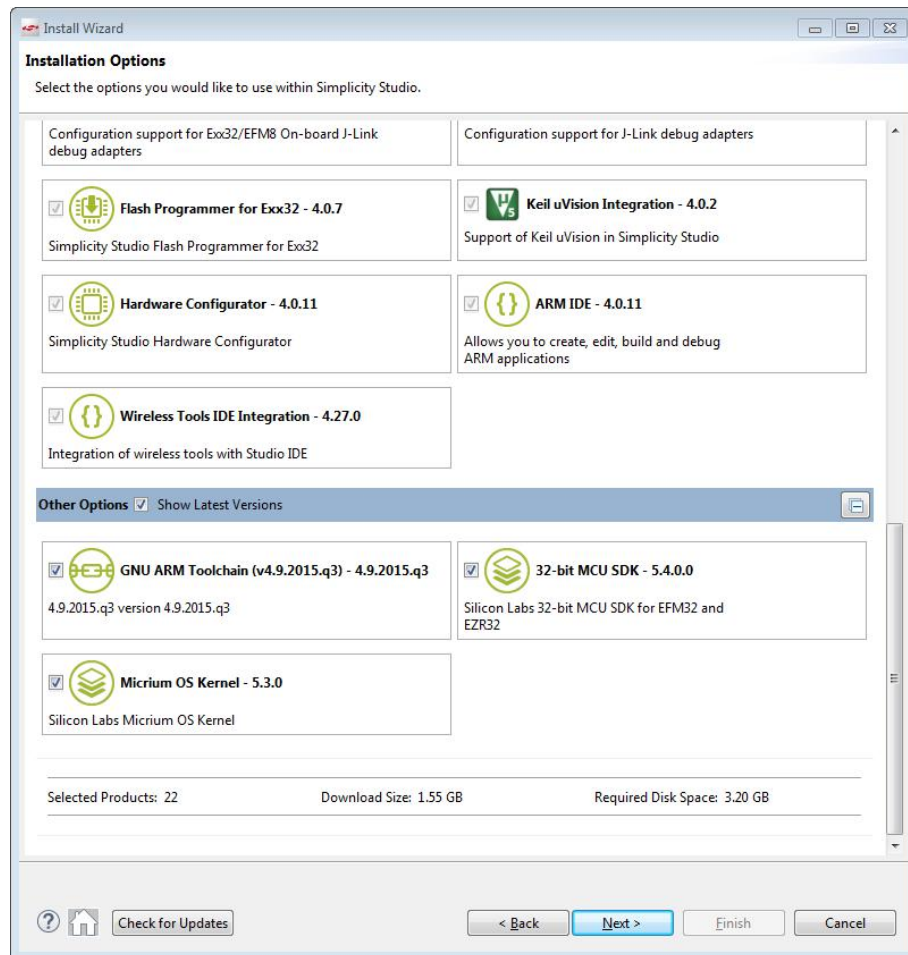 Install Wizard
Installation Options
Select the options you would like to use within Simplicity Studio.
Configuration support for Exx32/EFM8 On-board J-Link
debug adapters
Configuration support for J-Link debug adapters
Flash Programmer for Exx32 - 4.0.7
Simplicity Studio Flash Programmer for Exx32
Keil uVision Integration - 4.0.2
Support of Keil uVision in Simplicity Studio
Hardware Configurator - 4.0.11
Simplicity Studio Hardware Configurator
ARM IDE - 4.0.11
Allows you to create, edit, build and debug
ARM applications
Wireless Tools IDE Integration - 4.27.0
Integration of wireless tools with Studio IDE
Other Options Show Latest Versions
GNU ARM Toolchain (v4.9.2015.q3) - 4.9.2015.q3
4.9.2015.q3 version 4.9.2015.q3
32-bit MCU SDK - 5.4.0.0
Silicon Labs 32-bit MCU SDK for EFM32 and
EZR32
Micrium OS Kernel - 5.3.0
Silicon Labs Micrium OS Kernel
Selected Products: 22 Download Size: 1.55 GB Required Disk Space: 3.20 GB
Check for Updates < Back Next > Finish Cancel